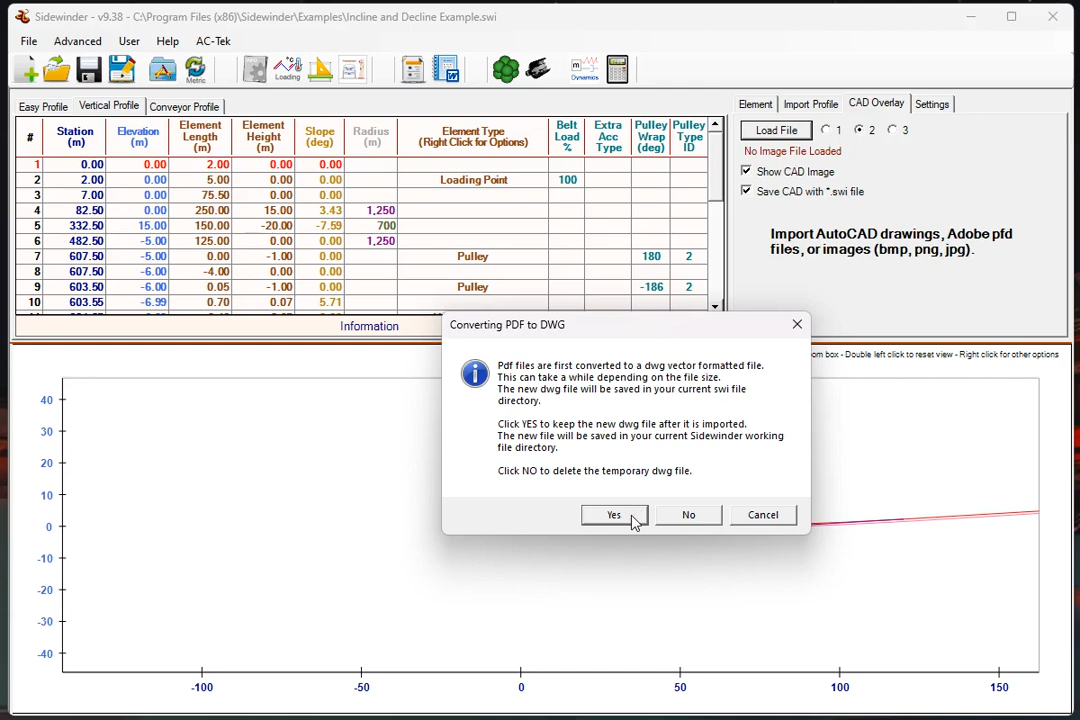 Sidewinder - v9.38 - C:\Program Files (x86)\Sidewinder\Examples\Incline and Decline Example.swi
File Advanced User Help AC-Tek
Metric Loading m(t) Dynamics
Easy Profile Vertical Profile Conveyor Profile
# Station (m) Elevation (m) Element Length (m) Element Height (m) Slope (deg) Radius (m) Element Type (Right Click for Options) Belt Load % Extra Acc Type Pulley Wrap (deg) Pulley Type ID
1 0.00 0.00 2.00 0.00 0.00
2 2.00 0.00 5.00 0.00 0.00 Loading Point 100
3 7.00 0.00 75.50 0.00 0.00
4 82.50 0.00 250.00 15.00 3.43 1,250
5 332.50 15.00 150.00 -20.00 -7.59 700
6 482.50 -5.00 125.00 0.00 0.00 1,250
7 607.50 -5.00 0.00 -1.00 0.00 Pulley 180 2
8 607.50 -6.00 -4.00 0.00 0.00
9 603.50 -6.00 0.05 -1.00 0.00 Pulley -186 2
10 603.55 -6.99 0.70 0.07 5.71
Information
Element Import Profile CAD Overlay Settings
Load File 1 2 3
No Image File Loaded
Show CAD Image
Save CAD with *.swi file
Import AutoCAD drawings, Adobe pfd
files, or images (bmp, png, jpg).
box - Double left click to reset view - Right click for other options
Converting PDF to DWG
Pdf files are first converted to a dwg vector formatted file.
This can take a while depending on the file size.
The new dwg file will be saved in your current swi file
directory.
Click YES to keep the new dwg file after it is imported.
The new file will be saved in your current Sidewinder working
file directory.
Click NO to delete the temporary dwg file.
Yes No Cancel
40
30
20
10
0
-10
-20
-30
-40
-100 -50 0 50 100 150